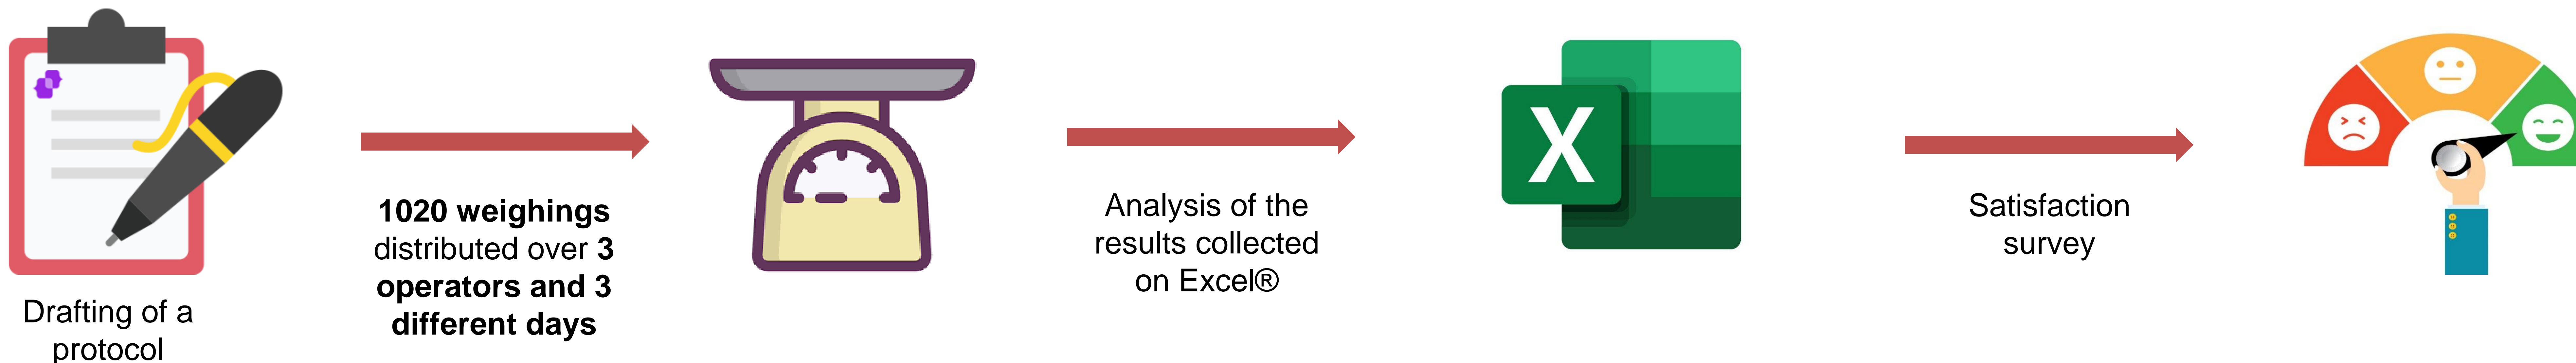 Drafting of a
protocol
1020 weighings
distributed over 3
operators and 3
different days
Analysis of the
results collected
on Excel®
X
Satisfaction
survey